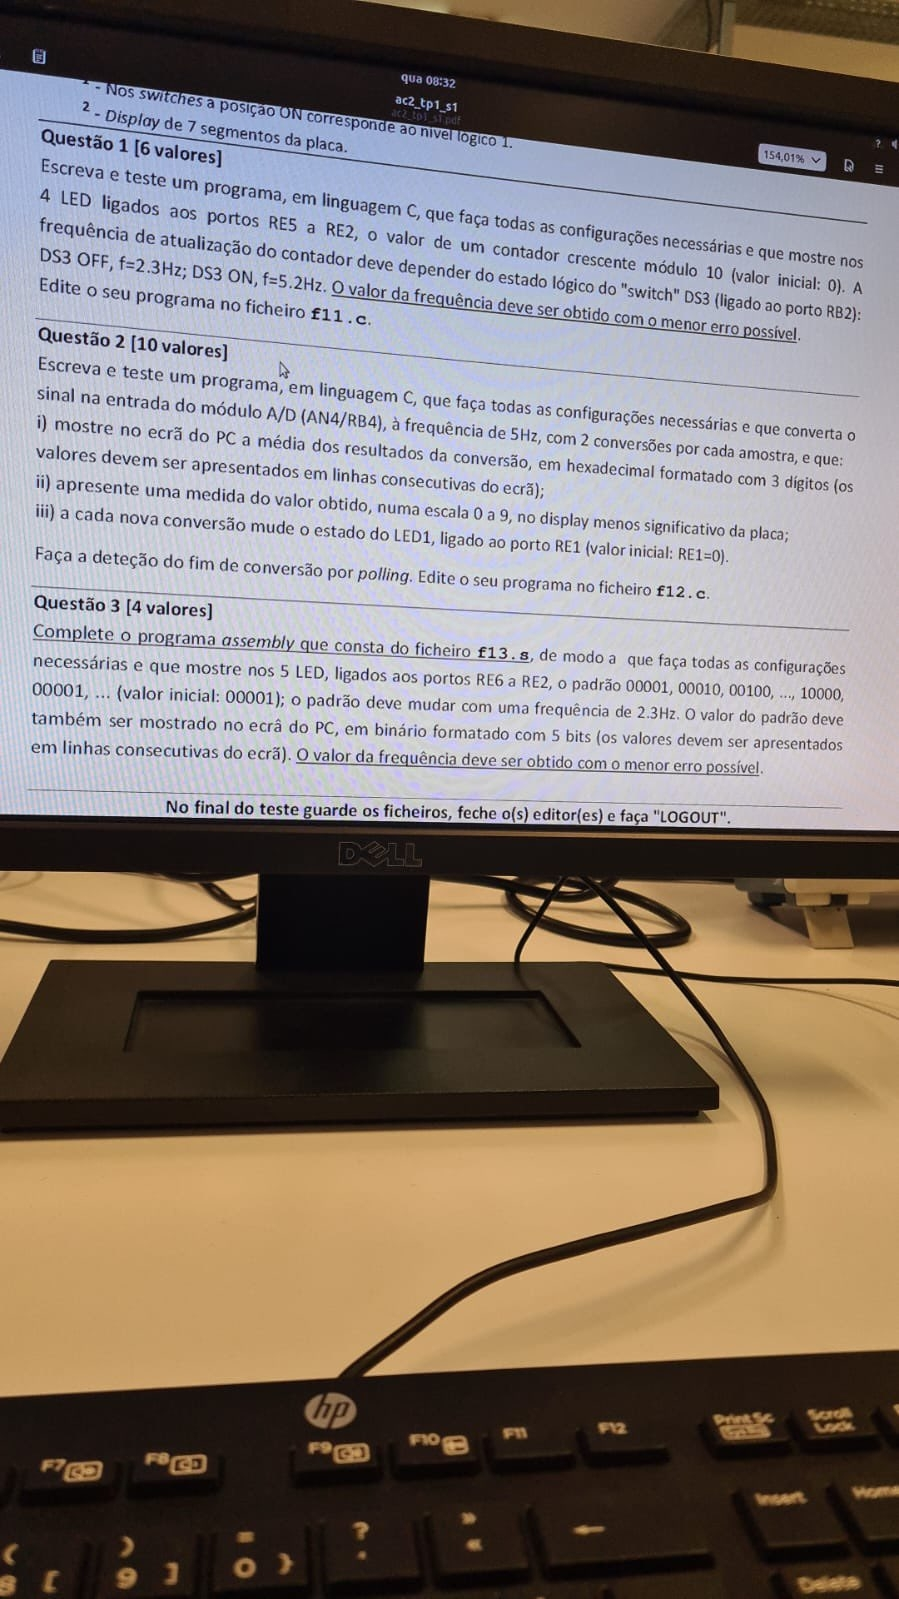 qua 08:32
ac2_tp1_s1
ac2_tp1_s1.pdf
154,01%
?
- Nos switches a posição ON corresponde ao nível lógico 1.
2 - Display de 7 segmentos da placa.
Questão 1 [6 valores]
Escreva e teste um programa, em linguagem C, que faça todas as configurações necessárias e que mostre nos
4 LED ligados aos portos RE5 a RE2, o valor de um contador crescente módulo 10 (valor inicial: 0). A
frequência de atualização do contador deve depender do estado lógico do "switch" DS3 (ligado ao porto RB2):
DS3 OFF, f=2.3Hz; DS3 ON, f=5.2Hz. O valor da frequência deve ser obtido com o menor erro possível.
Edite o seu programa no ficheiro f11.c.
Questão 2 [10 valores]
Escreva e teste um programa, em linguagem C, que faça todas as configurações necessárias e que converta o
sinal na entrada do módulo A/D (AN4/RB4), à frequência de 5Hz, com 2 conversões por cada amostra, e que:
i) mostre no ecrã do PC a média dos resultados da conversão, em hexadecimal formatado com 3 dígitos (os
valores devem ser apresentados em linhas consecutivas do ecrã);
ii) apresente uma medida do valor obtido, numa escala 0 a 9, no display menos significativo da placa;
iii) a cada nova conversão mude o estado do LED1, ligado ao porto RE1 (valor inicial: RE1=0).
Faça a deteção do fim de conversão por polling. Edite o seu programa no ficheiro f12.c.
Questão 3 [4 valores]
Complete o programa assembly que consta do ficheiro f13.s, de modo a que faça todas as configurações
necessárias e que mostre nos 5 LED, ligados aos portos RE6 a RE2, o padrão 00001, 00010, 00100, ..., 10000,
00001, ... (valor inicial: 00001); o padrão deve mudar com uma frequência de 2.3Hz. O valor do padrão deve
também ser mostrado no ecrâ do PC, em binário formatado com 5 bits (os valores devem ser apresentados
em linhas consecutivas do ecrã). O valor da frequência deve ser obtido com o menor erro possível.
No final do teste guarde os ficheiros, feche o(s) editor(es) e faça "LOGOUT".
DELL
hp
F7
F8
F9
F10
F11
F12
Print Sc
Scroll
Lock
Insert
Home
( 8 [
) 9 ]
= 0 }
? '
» «
←
Delete